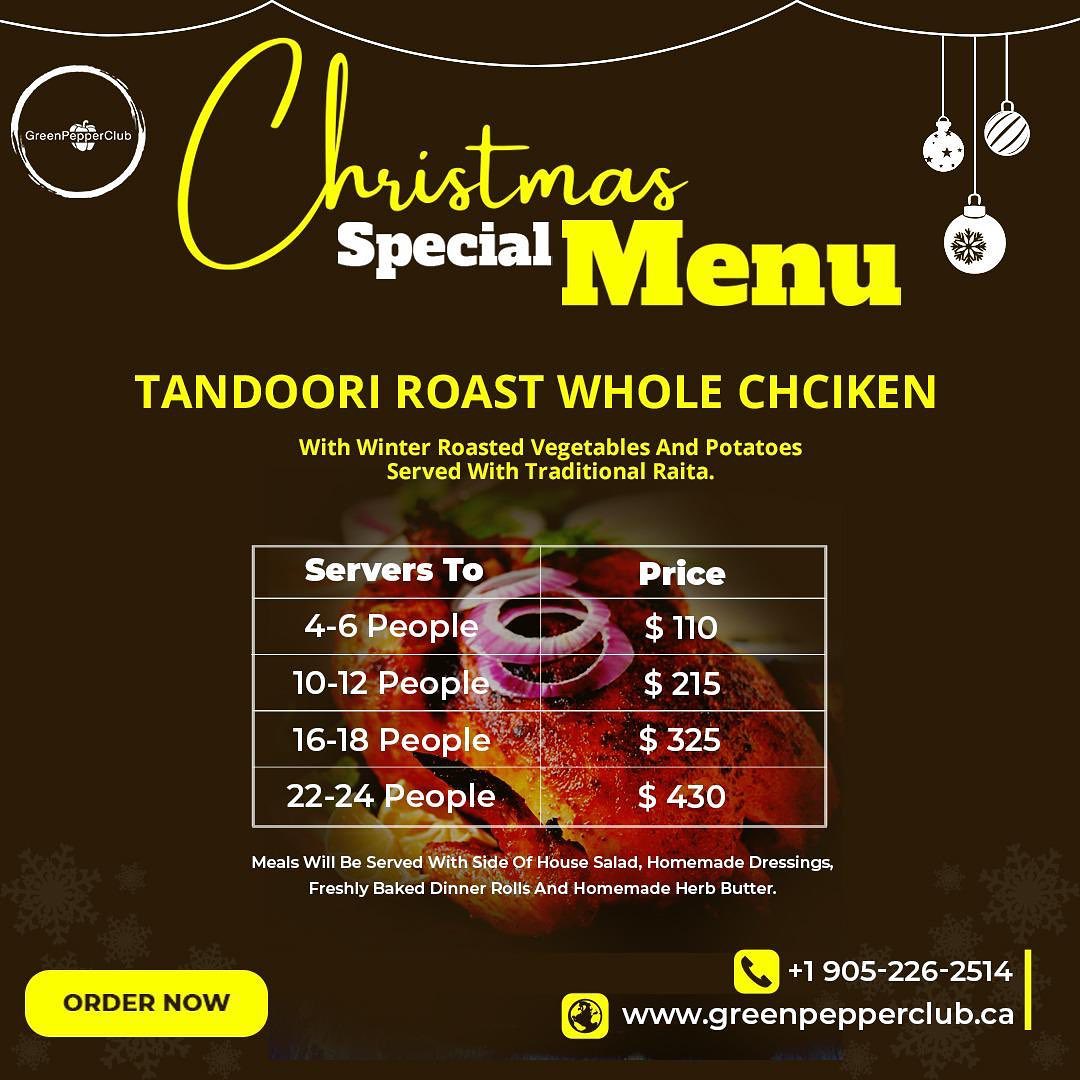 GreenPepperClub
Christmas
Special Menu
TANDOORI ROAST WHOLE CHCIKEN
With Winter Roasted Vegetables And Potatoes
Served With Traditional Raita.
Servers To Price
4-6 People $ 110
10-12 People $ 215
16-18 People $ 325
22-24 People $ 430
Meals Will Be Served With Side Of House Salad, Homemade Dressings,
Freshly Baked Dinner Rolls And Homemade Herb Butter.
ORDER NOW
+1 905-226-2514
www.greenpepperclub.ca